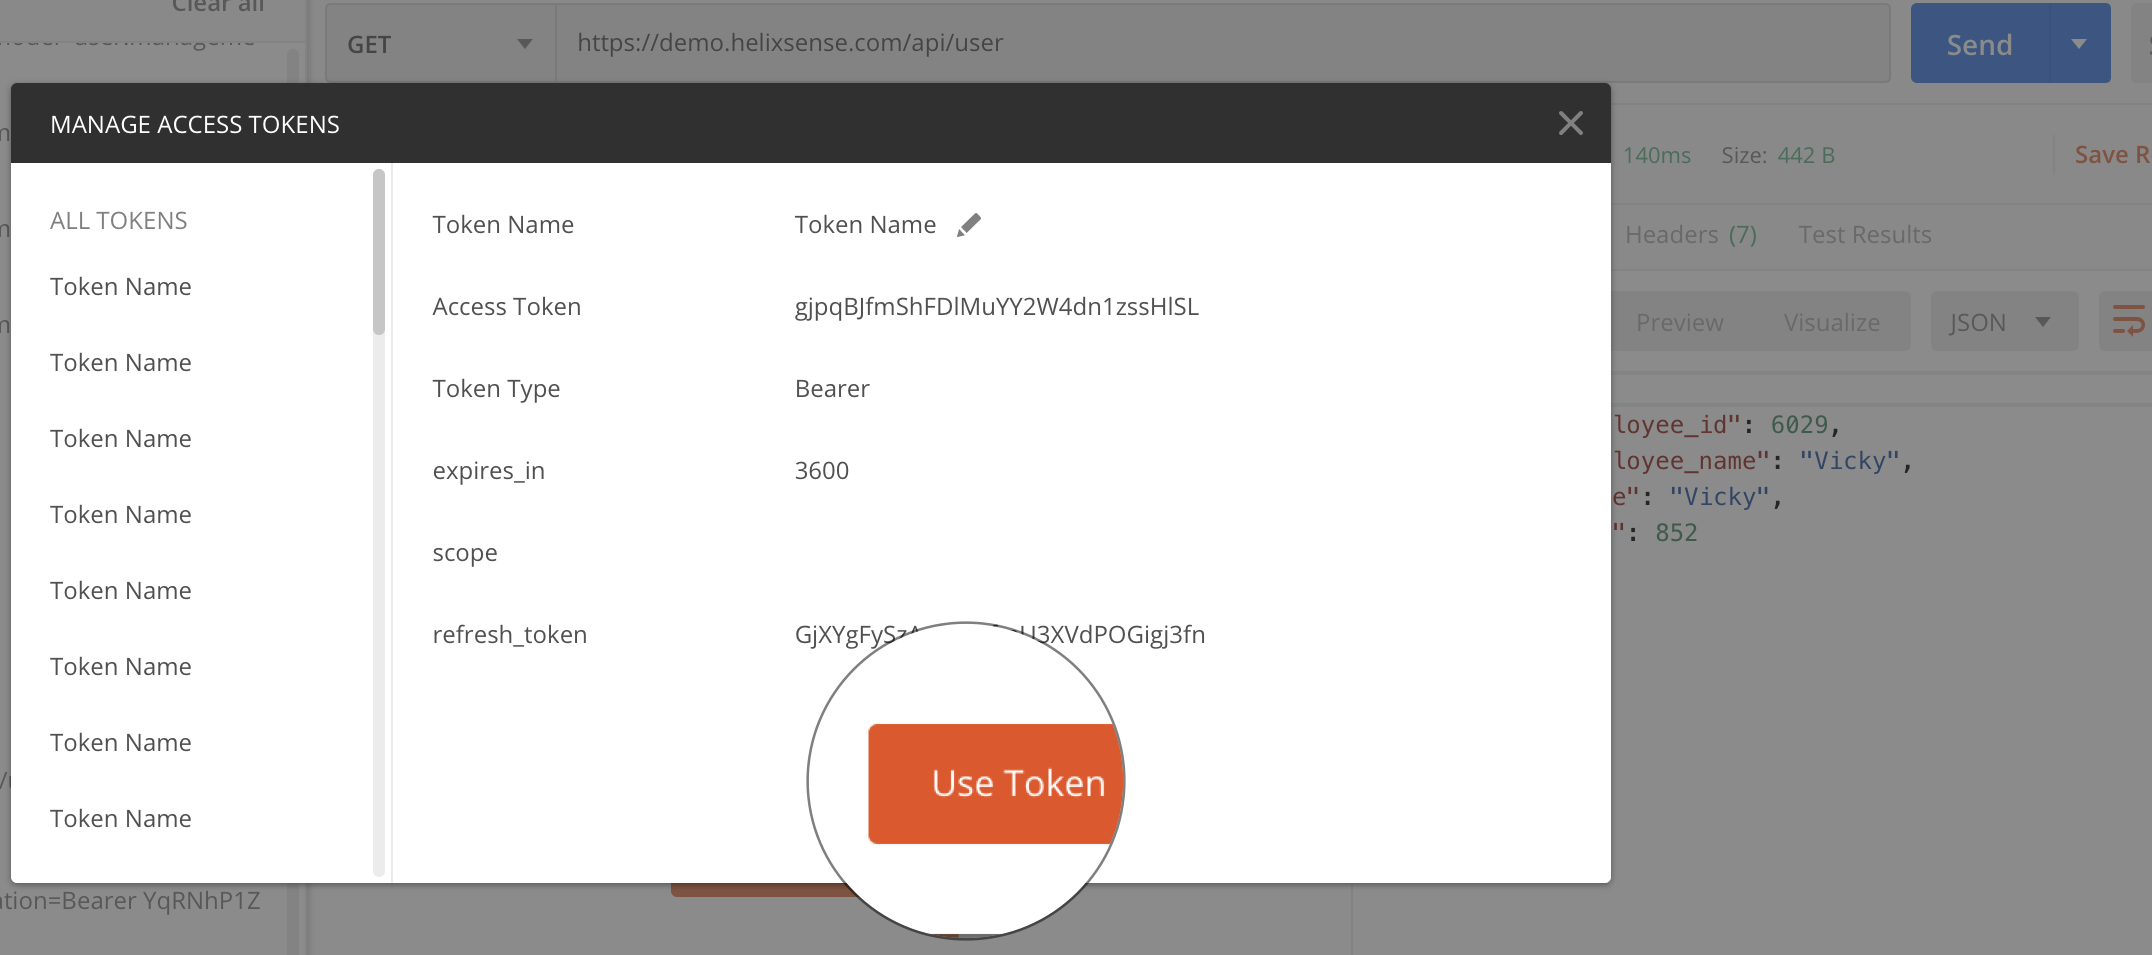 Clear all
GET
https://demo.helixsense.com/api/user
Send
MANAGE ACCESS TOKENS
140ms Size: 442 B
Save R
ALL TOKENS
Token Name
Token Name
Token Name
Token Name
Token Name
Token Name
Token Name
Token Name
Token Name Token Name
Access Token gjpqBJfmShFDlMuYY2W4dn1zssHlSL
Token Type Bearer
expires_in 3600
scope
refresh_token GjXYgFySz U3XVdPOGigj3fn
Use Token
Headers (7) Test Results
Preview Visualize JSON
loyee_id": 6029,
loyee_name": "Vicky",
e": "Vicky",
": 852
ation=Bearer YqRNhP1Z